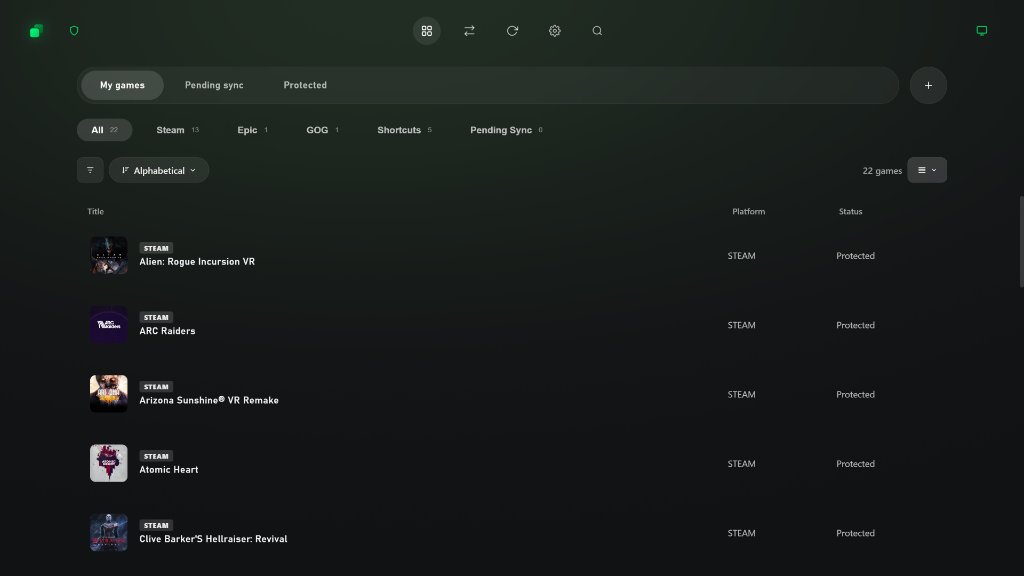 My games Pending sync Protected
All 22 Steam 13 Epic 1 GOG 1 Shortcuts 5 Pending Sync 0
Alphabetical 22 games
Title Platform Status
STEAM
Alien: Rogue Incursion VR STEAM Protected
STEAM
ARC Raiders STEAM Protected
STEAM
Arizona Sunshine® VR Remake STEAM Protected
STEAM
Atomic Heart STEAM Protected
STEAM
Clive Barker'S Hellraiser: Revival STEAM Protected